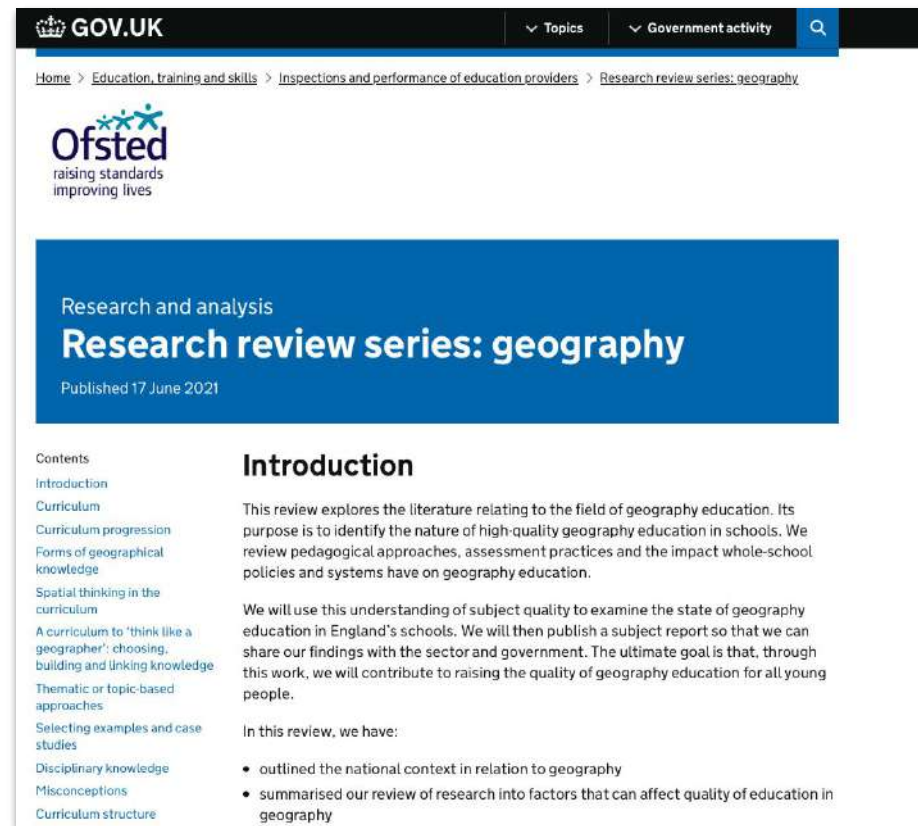 GOV.UK
Topics
Government activity
Home > Education, training and skills > Inspections and performance of education providers > Research review series: geography
Ofsted
raising standards
improving lives
Research and analysis
Research review series: geography
Published 17 June 2021
Contents
Introduction
Curriculum
Curriculum progression
Forms of geographical
knowledge
Spatial thinking in the
curriculum
A curriculum to 'think like a
geographer': choosing,
building and linking knowledge
Thematic or topic-based
approaches
Selecting examples and case
studies
Disciplinary knowledge
Misconceptions
Curriculum structure
Introduction
This review explores the literature relating to the field of geography education. Its
purpose is to identify the nature of high-quality geography education in schools. We
review pedagogical approaches, assessment practices and the impact whole-school
policies and systems have on geography education.
We will use this understanding of subject quality to examine the state of geography
education in England's schools. We will then publish a subject report so that we can
share our findings with the sector and government. The ultimate goal is that, through
this work, we will contribute to raising the quality of geography education for all young
people.
In this review, we have:
• outlined the national context in relation to geography
• summarised our review of research into factors that can affect quality of education in
geography